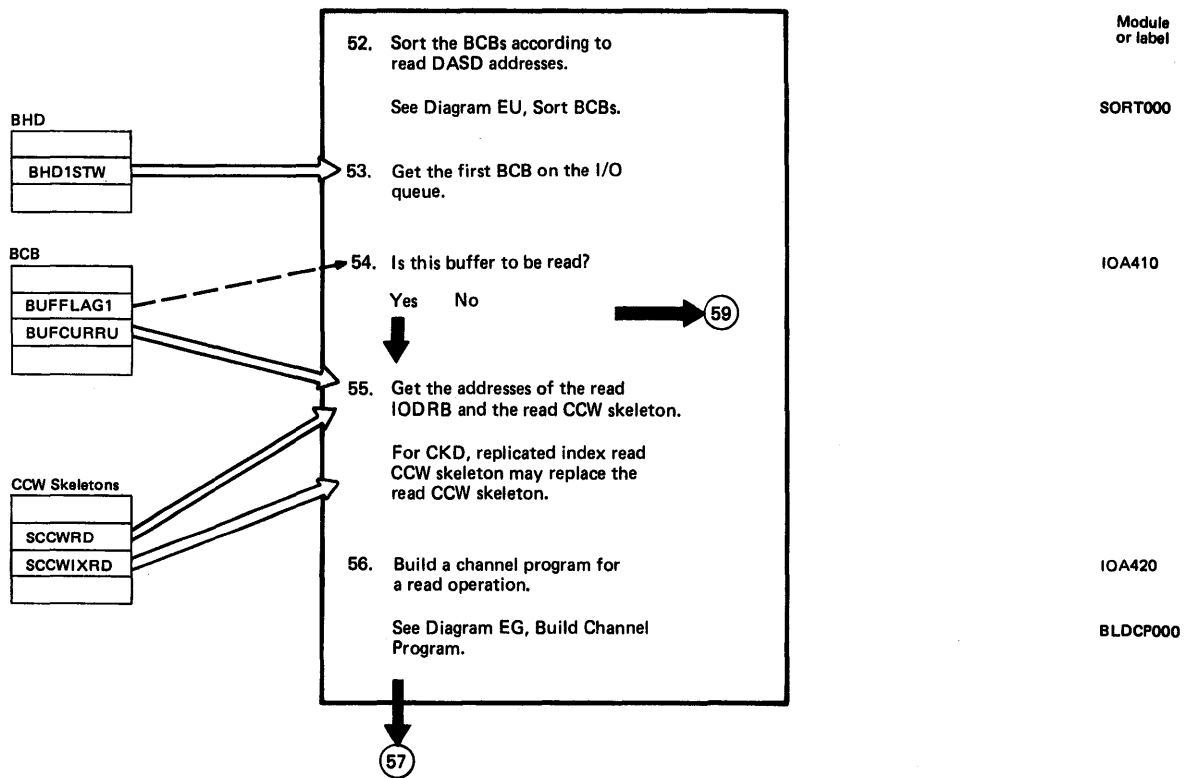 Module
or label
52. Sort the BCBs according to
read DASD addresses.
See Diagram EU, Sort BCBs.
SORT000
BHD
BHD1STW
53. Get the first BCB on the I/O
queue.
BCB
BUFFLAG1
BUFCURRU
54. Is this buffer to be read?
IOA410
Yes No
59
55. Get the addresses of the read
IODRB and the read CCW skeleton.
For CKD, replicated index read
CCW skeleton may replace the
read CCW skeleton.
CCW Skeletons
SCCWRD
SCCWIXRD
56. Build a channel program for
a read operation.
IOA420
See Diagram EG, Build Channel
Program.
BLDCP000
57